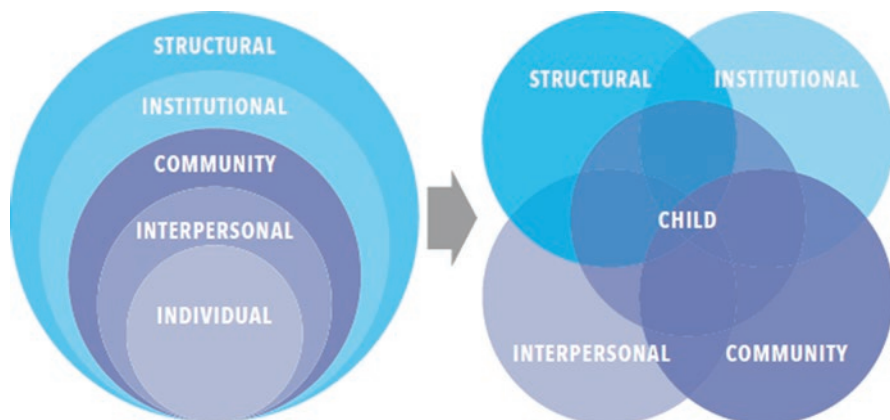 STRUCTURAL
INSTITUTIONAL
COMMUNITY
INTERPERSONAL
INDIVIDUAL
STRUCTURAL
INSTITUTIONAL
CHILD
INTERPERSONAL
COMMUNITY